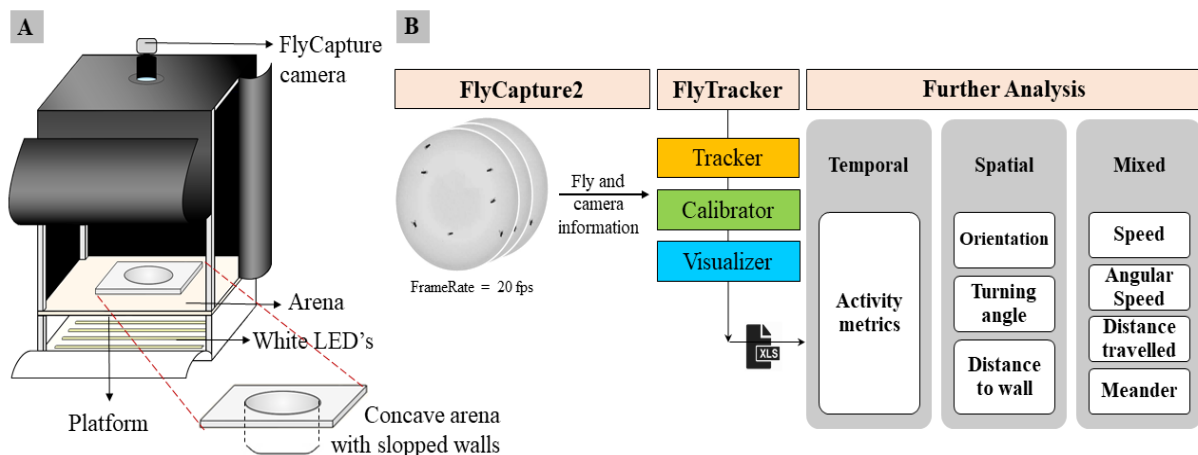 A
FlyCapture
camera
Arena
White LED's
Platform
Concave arena
with slopped walls
B
FlyCapture2
FlyTracker
Further Analysis
Fly and
camera
information
FrameRate = 20 fps
Tracker
Calibrator
Visualizer
XLS
Temporal
Activity
metrics
Spatial
Orientation
Turning
angle
Distance
to wall
Mixed
Speed
Angular
Speed
Distance
travelled
Meander